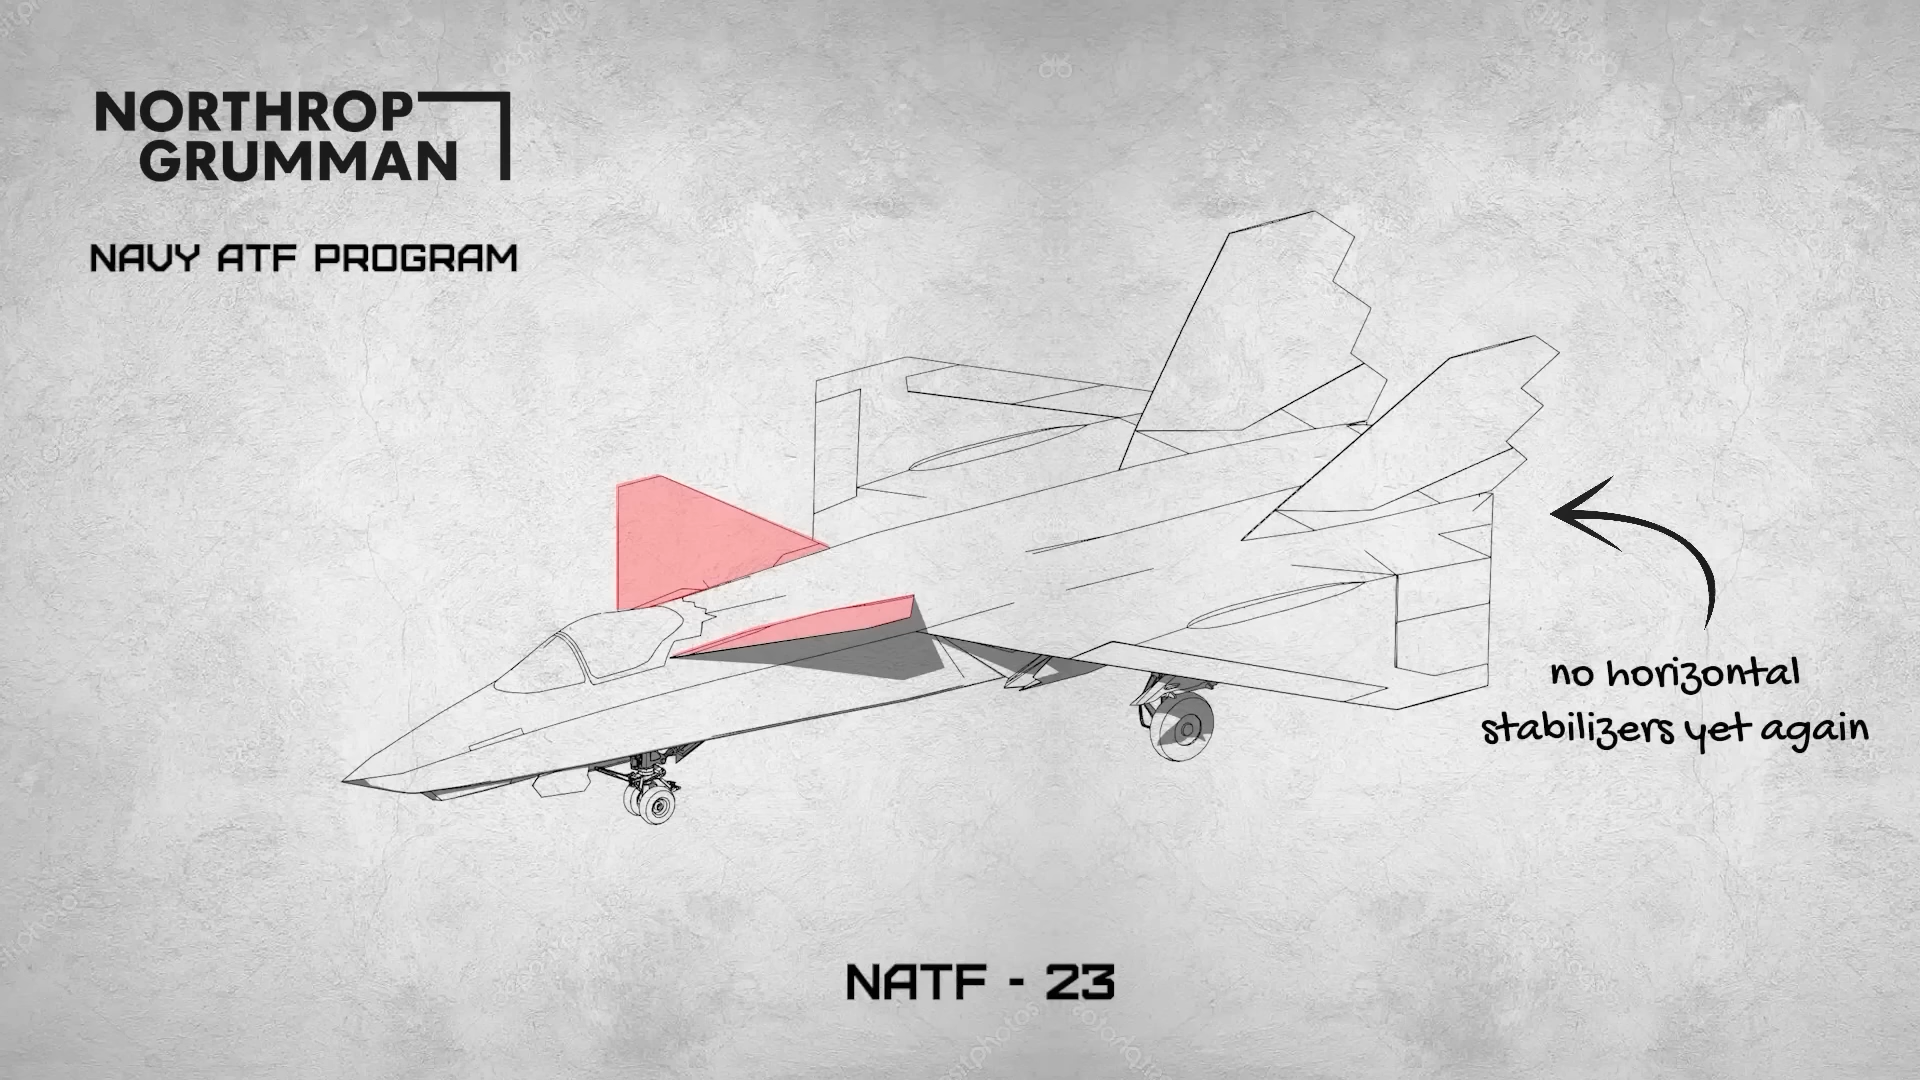 NORTHROP
GRUMMAN
NAVY ATF PROGRAM
no horizontal
stabilizers yet again
NATF - 23